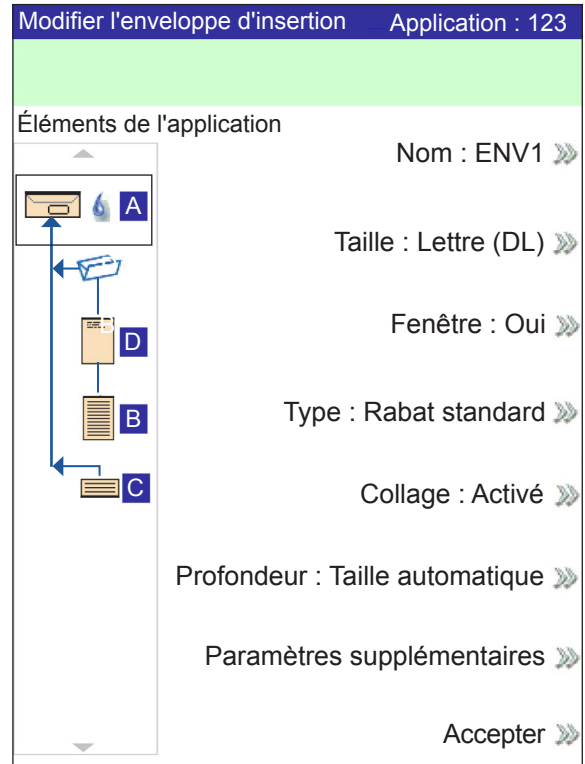 Modifier l'enveloppe d'insertion Application : 123
Éléments de l'application
Nom : ENV1
A
Taille : Lettre (DL)
Fenêtre : Oui
B
D
Type : Rabat standard
B
Collage : Activé
C
Profondeur : Taille automatique
Paramètres supplémentaires
Accepter